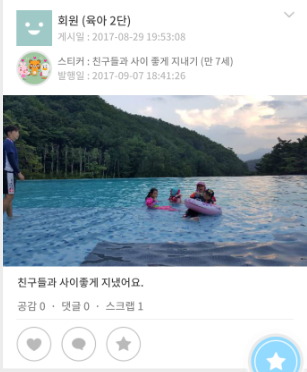 회원 (육아 2단)
게시일 : 2017-08-29 19:53:08
스티커 : 친구들과 사이 좋게 지내기 (만 7세)
발행일 : 2017-09-07 18:41:26
친구들과 사이좋게 지냈어요.
공감 0 · 댓글 0 · 스크랩 1